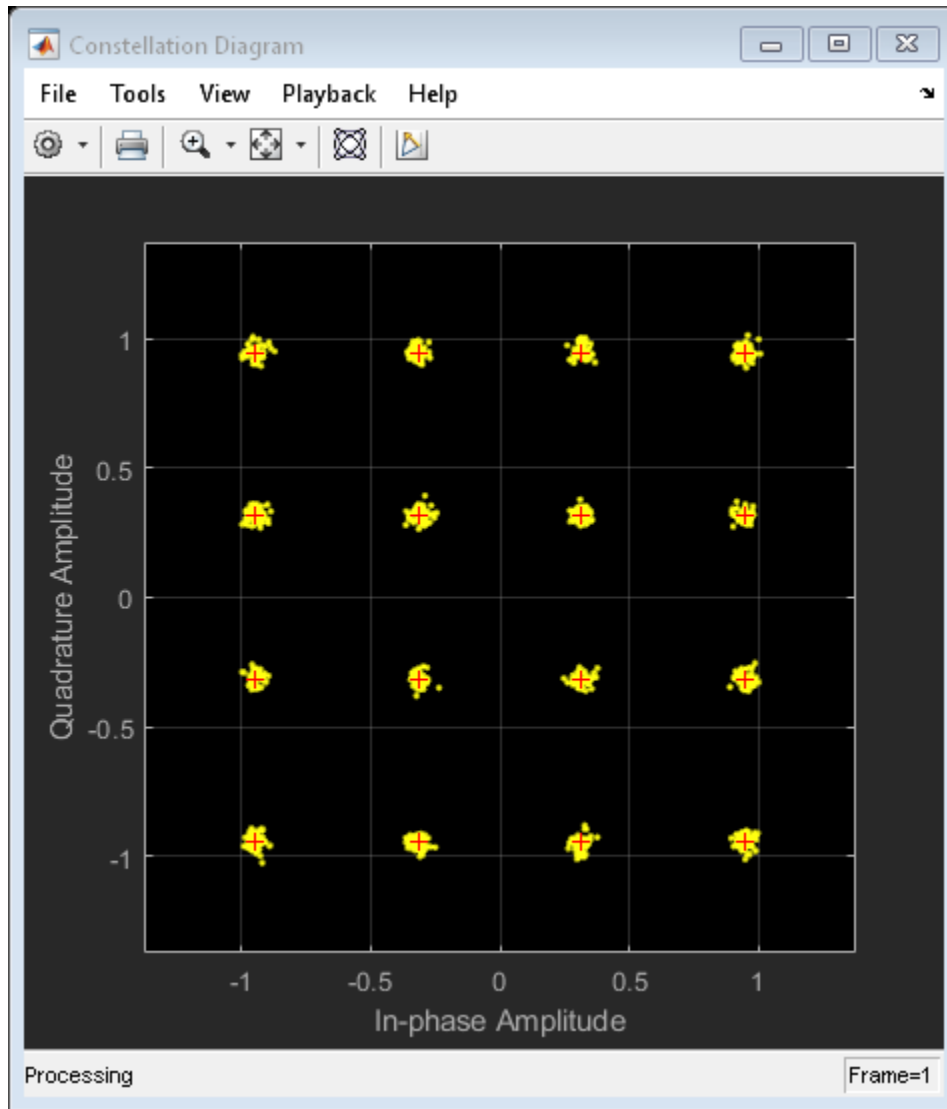 Constellation Diagram
File Tools View Playback Help
1
0.5
0
-0.5
-1
Quadrature Amplitude
-1 -0.5 0 0.5 1
In-phase Amplitude
Processing Frame=1